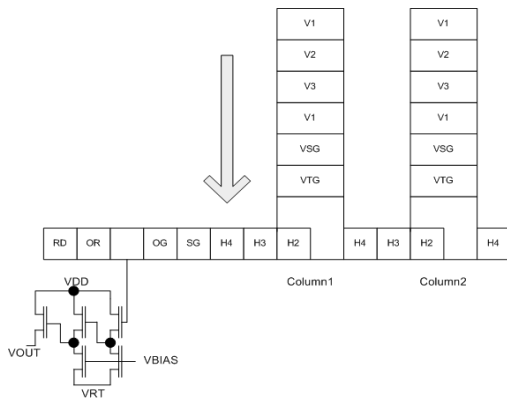 V1 V1
V2 V2
V3 V3
V1 V1
VSG VSG
VTG VTG
RD OR OG SG H4 H3 H2 H4 H3 H2 H4
Column1 Column2
VDD
VOUT
VBIAS
VRT